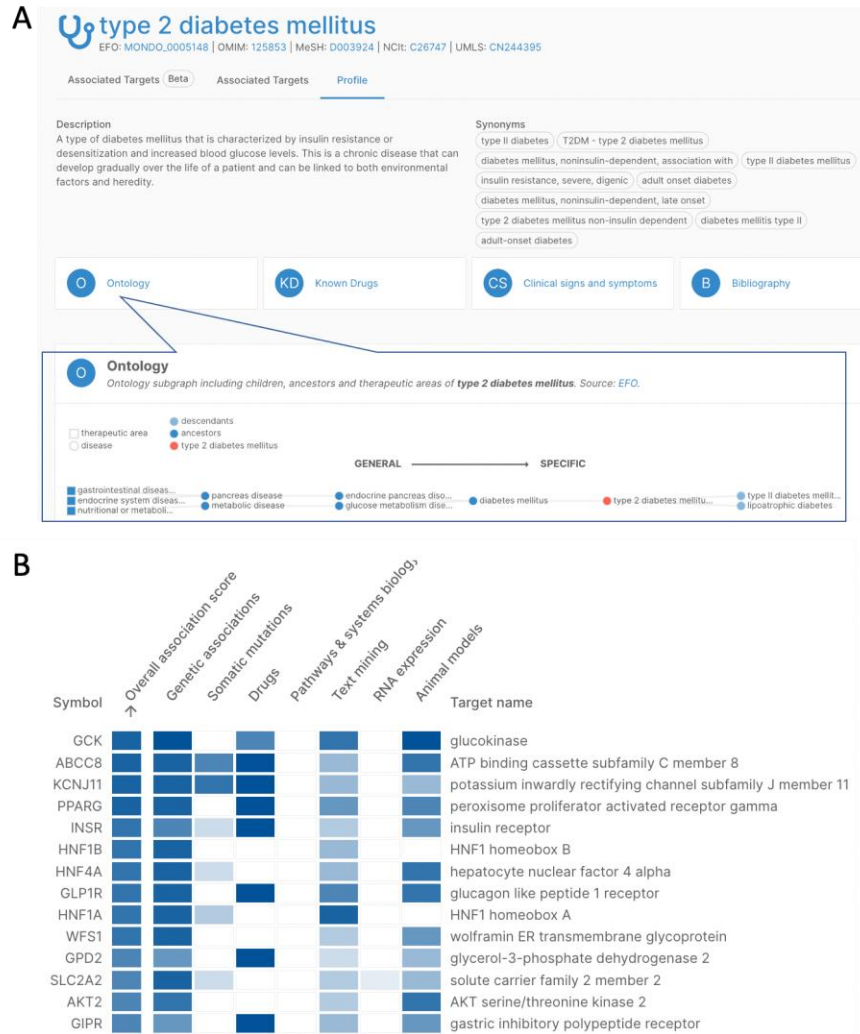 A
type 2 diabetes mellitus
EFO: MONDO_0005148 | OMIM: 125853 | MeSH: D003924 | NCIt: C26747 | UMLS: CN244395
Associated Targets Beta Associated Targets Profile
Description
A type of diabetes mellitus that is characterized by insulin resistance or
desensitization and increased blood glucose levels. This is a chronic disease that can
develop gradually over the life of a patient and can be linked to both environmental
factors and heredity.
Synonyms
type II diabetes T2DM - type 2 diabetes mellitus
diabetes mellitus, noninsulin-dependent, association with type II diabetes mellitus
insulin resistance, severe, digenic adult onset diabetes
diabetes mellitus, noninsulin-dependent, late onset
type 2 diabetes mellitus non-insulin dependent diabetes mellitis type II
adult-onset diabetes
O Ontology KD Known Drugs CS Clinical signs and symptoms B Bibliography
O Ontology
Ontology subgraph including children, ancestors and therapeutic areas of type 2 diabetes mellitus. Source: EFO.
descendants
therapeutic area ancestors
disease type 2 diabetes mellitus
GENERAL SPECIFIC
gastrointestinal diseas... pancreas disease endocrine pancreas diso... diabetes mellitus type 2 diabetes mellitu... type II diabetes mellit...
endocrine system diseas... metabolic disease glucose metabolism dise... lipoatrophic diabetes
nutritional or metaboli...
B
Symbol Overall association score Genetic associations Somatic mutations Drugs Pathways & systems biology Text mining RNA expression Animal models Target name
GCK glucokinase
ABCC8 ATP binding cassette subfamily C member 8
KCNJ11 potassium inwardly rectifying channel subfamily J member 11
PPARG peroxisome proliferator activated receptor gamma
INSR insulin receptor
HNF1B HNF1 homeobox B
HNF4A hepatocyte nuclear factor 4 alpha
GLP1R glucagon like peptide 1 receptor
HNF1A HNF1 homeobox A
WFS1 wolframin ER transmembrane glycoprotein
GPD2 glycerol-3-phosphate dehydrogenase 2
SLC2A2 solute carrier family 2 member 2
AKT2 AKT serine/threonine kinase 2
GIPR gastric inhibitory polypeptide receptor